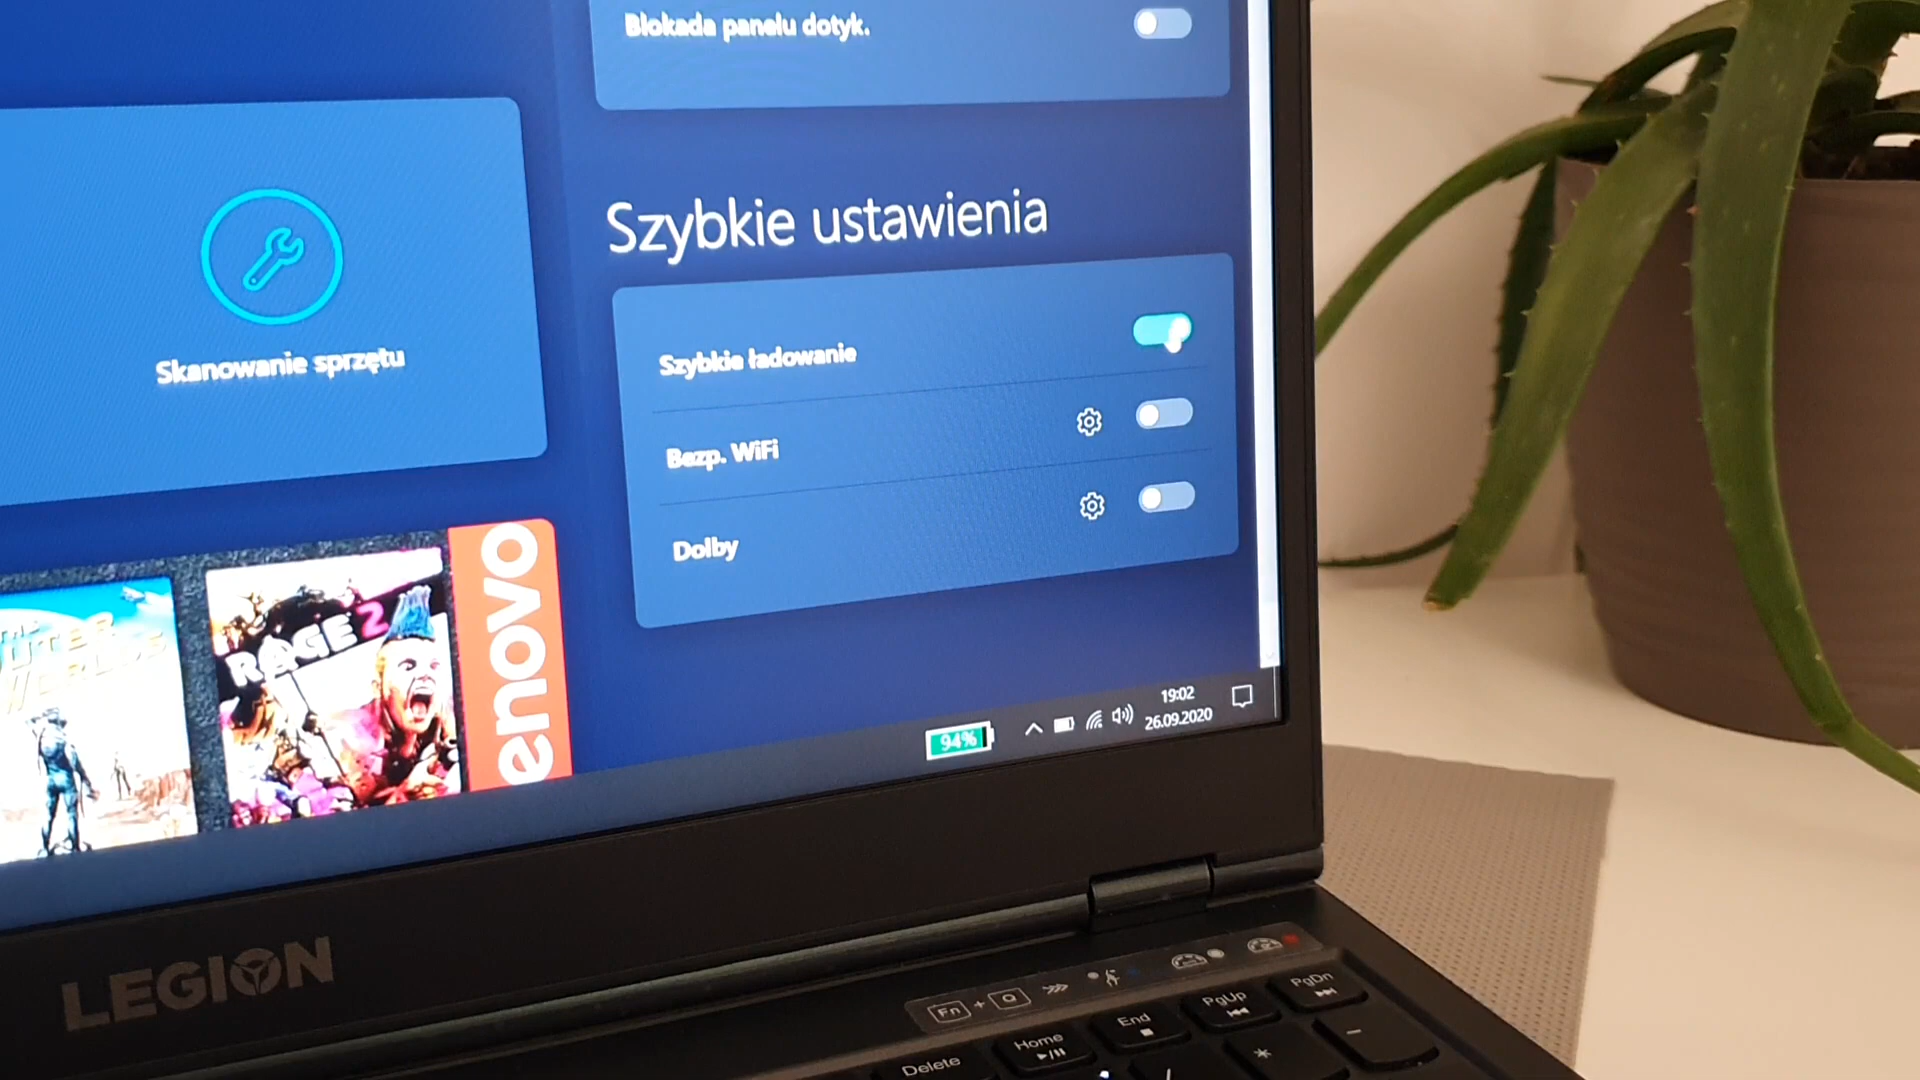 Blokada panelu dotyk.
Szybkie ustawienia
Skanowanie sprzętu
Szybkie ładowanie
Bezp. WiFi
Dolby
RAGE 2
enovo
94%
19:02
26.09.2020
LEGION
Fn + Q
Delete
Home
End
PgUp
PgDn
*
-
/